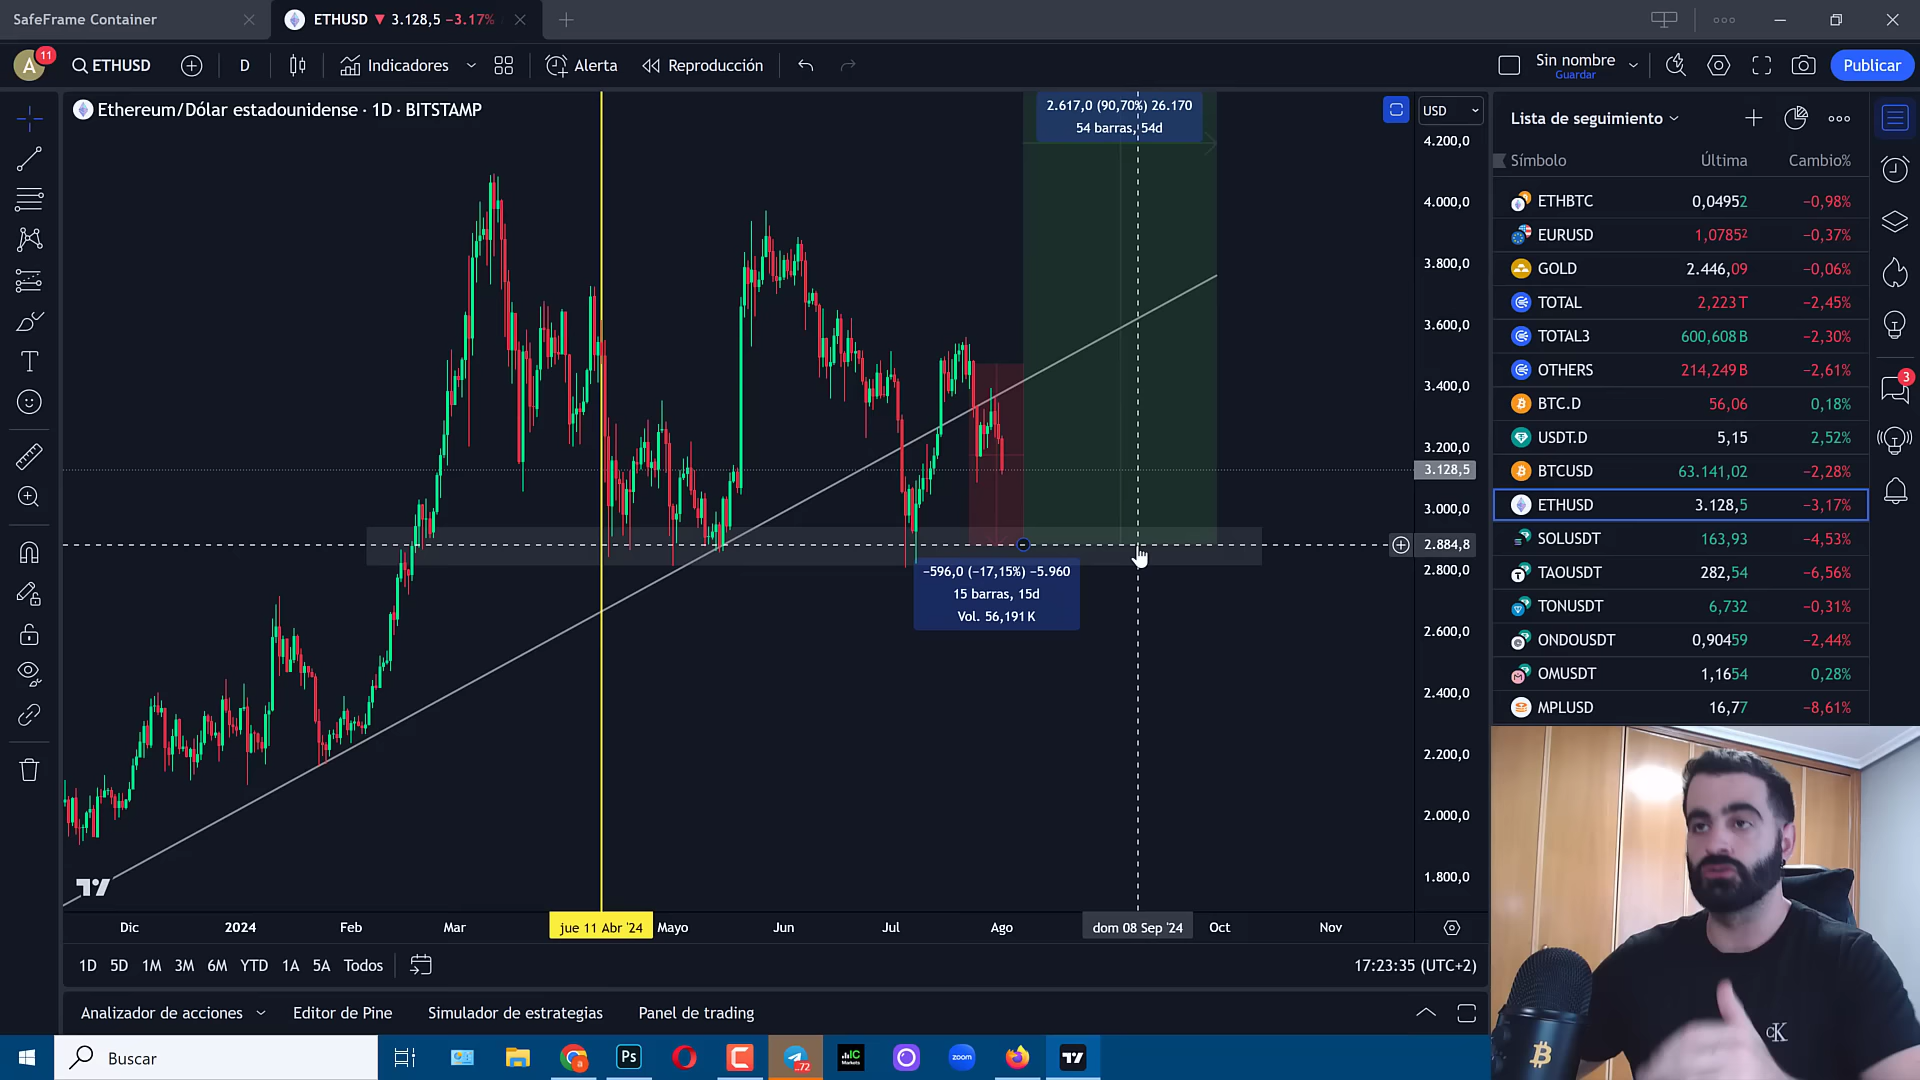 SafeFrame Container
ETHUSD ▼ 3.128,5 −3.17%
A
11
ETHUSD
D
Indicadores
Alerta
Reproducción
Sin nombre
Guardar
Publicar
Ethereum/Dólar estadounidense · 1D · BITSTAMP
2.617,0 (90,70%) 26.170
54 barras, 54d
−596,0 (−17,15%) −5.960
15 barras, 15d
Vol. 56,191 K
USD
4.200,0
4.000,0
3.800,0
3.600,0
3.400,0
3.200,0
3.128,5
3.000,0
2.884,8
2.800,0
2.600,0
2.400,0
2.200,0
2.000,0
1.800,0
Dic
2024
Feb
Mar
jue 11 Abr '24
Mayo
Jun
Jul
Ago
dom 08 Sep '24
Oct
Nov
1D 5D 1M 3M 6M YTD 1A 5A Todos
17:23:35 (UTC+2)
Analizador de acciones
Editor de Pine
Simulador de estrategias
Panel de trading
Lista de seguimiento
Símbolo Última Cambio%
ETHBTC 0,04952 −0,98%
EURUSD 1,0785² −0,37%
GOLD 2.446,09 −0,06%
TOTAL 2,223 T −2,45%
TOTAL3 600,608 B −2,30%
OTHERS 214,249 B −2,61%
BTC.D 56,06 0,18%
USDT.D 5,15 2,52%
BTCUSD 63.141,02 −2,28%
ETHUSD 3.128,5 −3,17%
SOLUSDT 163,93 −4,53%
TAOUSDT 282,54 −6,56%
TONUSDT 6,732 −0,31%
ONDOUSDT 0,90459 −2,44%
OMUSDT 1,1654 0,28%
MPLUSD 16,77 −8,61%
3
cK
Buscar
Ps
72
IC
Markets
zoom